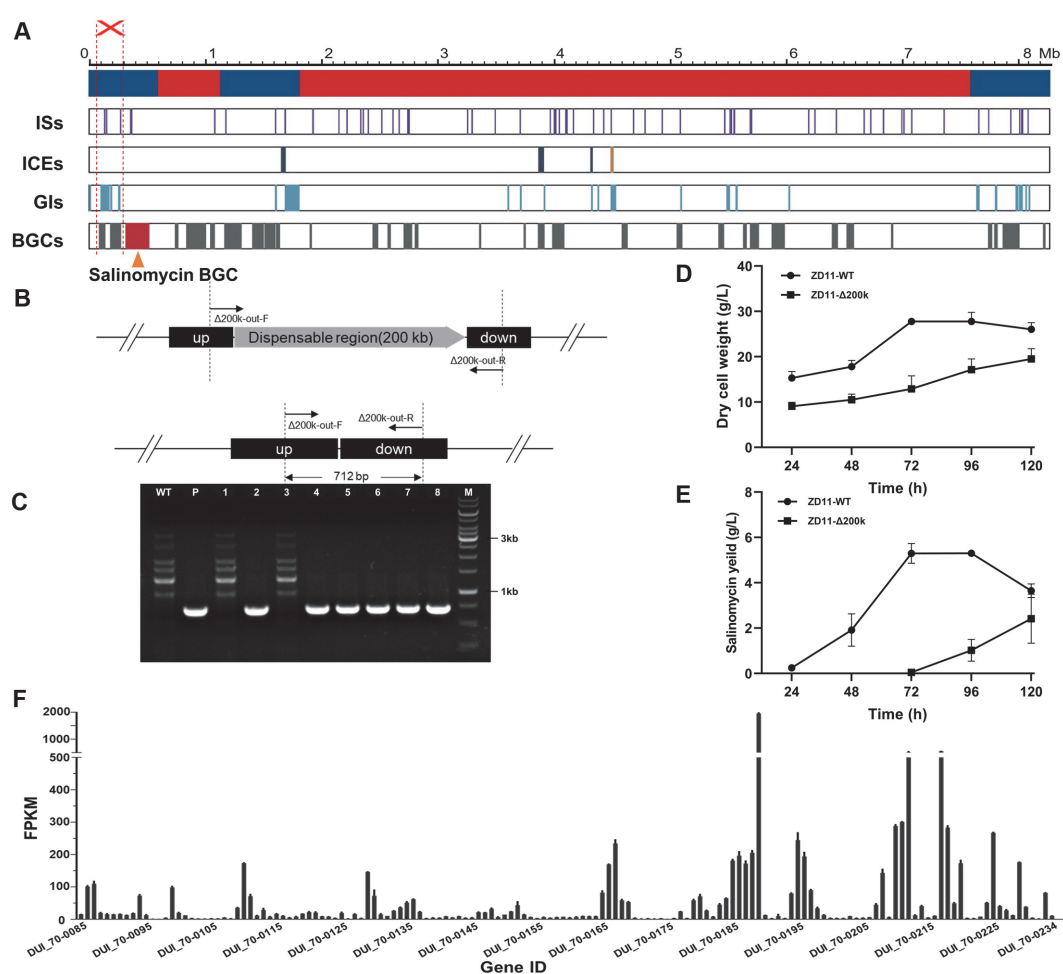 A
0 1 2 3 4 5 6 7 8 Mb
ISs
ICEs
GIs
BGCs
Salinomycin BGC
B
Δ200k-out-F
up Dispensable region(200 kb) down
Δ200k-out-R
Δ200k-out-F Δ200k-out-R
up down
712 bp
C
WT P 1 2 3 4 5 6 7 8 M
3kb
1kb
D
ZD11-WT
ZD11-Δ200k
Dry cell weight (g/L)
40
30
20
10
0
24 48 72 96 120
Time (h)
E
ZD11-WT
ZD11-Δ200k
Salinomycin yeild (g/L)
8
6
4
2
0
24 48 72 96 120
Time (h)
F
FPKM
2000
1000
500
400
300
200
100
0
DUI_70-0085 DUI_70-0095 DUI_70-0105 DUI_70-0115 DUI_70-0125 DUI_70-0135 DUI_70-0145 DUI_70-0155 DUI_70-0165 DUI_70-0175 DUI_70-0185 DUI_70-0195 DUI_70-0205 DUI_70-0215 DUI_70-0225 DUI_70-0234
Gene ID